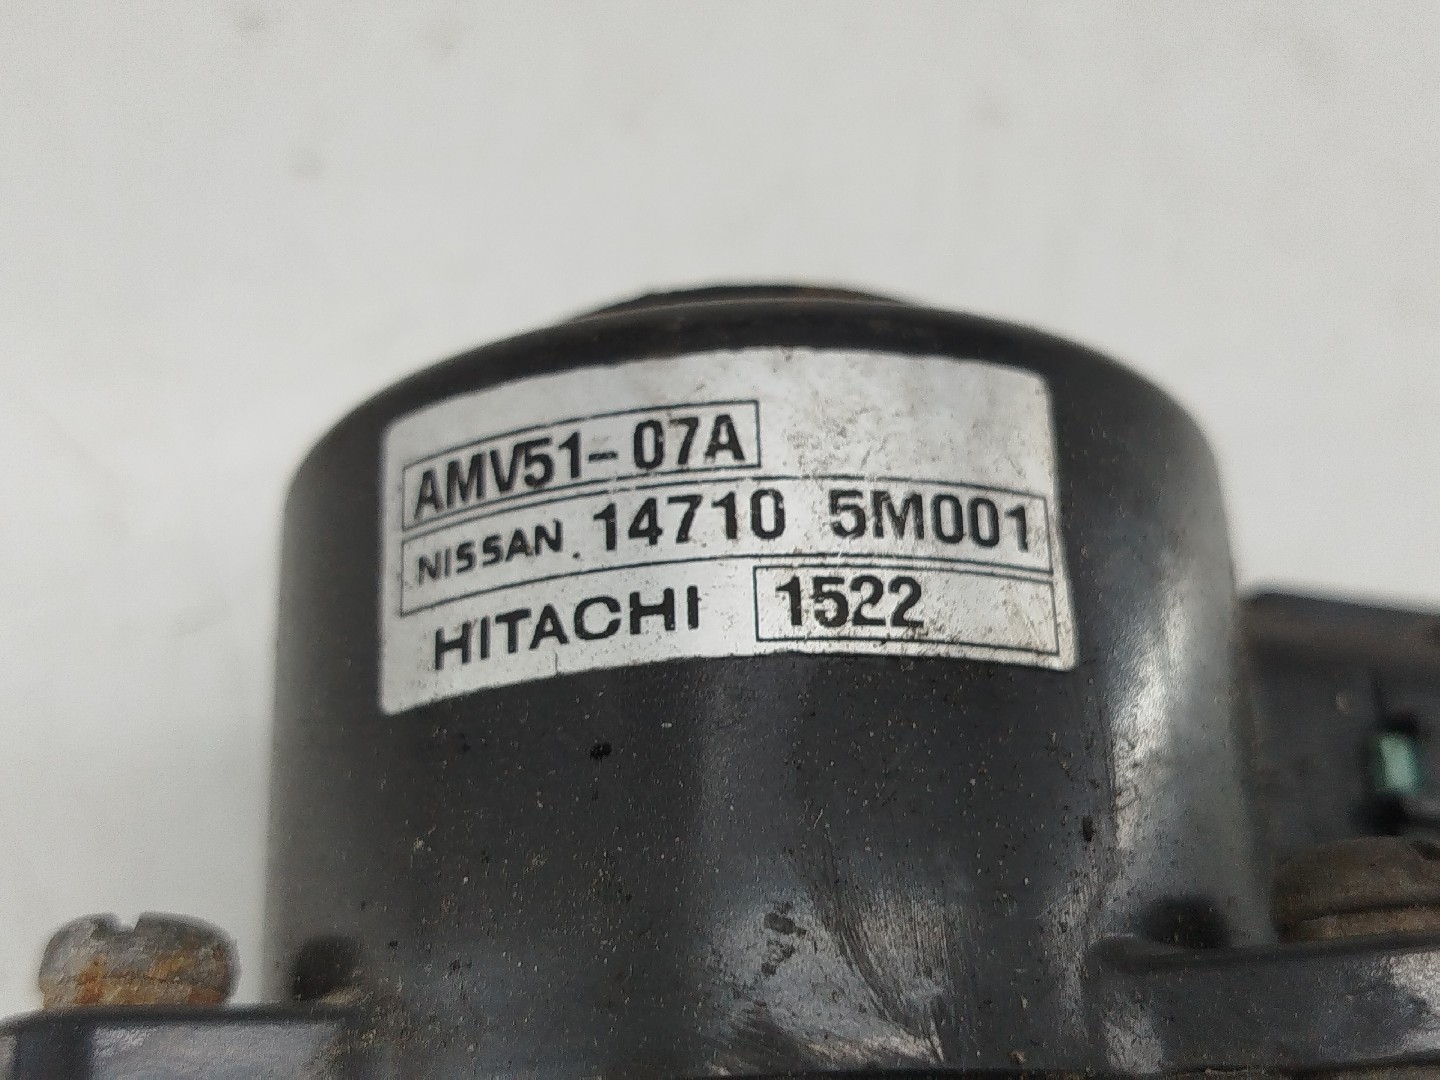 AMV51-07A
NISSAN 14710 5M001
HITACHI 1522